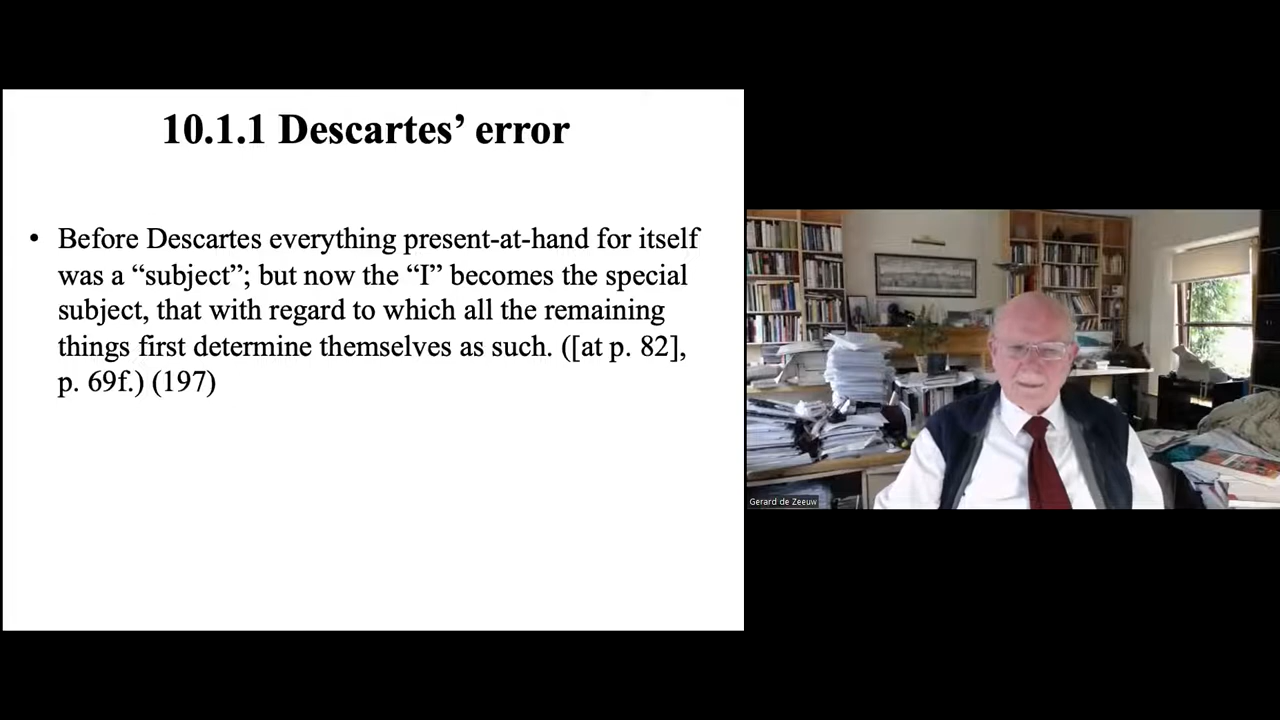 10.1.1 Descartes’ error
• Before Descartes everything present-at-hand for itself
was a “subject”; but now the “I” becomes the special
subject, that with regard to which all the remaining
things first determine themselves as such. ([at p. 82],
p. 69f.) (197)
Gerard de Zeeuw